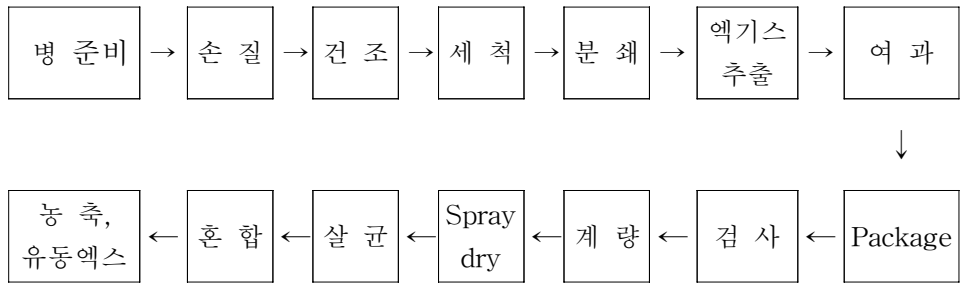 병 준비 → 손 질 → 건 조 → 세 척 → 분 쇄 → 엑기스 추출 → 여 과
↓
농 축, 유동엑스 ← 혼 합 ← 살 균 ← Spray dry ← 계 량 ← 검 사 ← Package